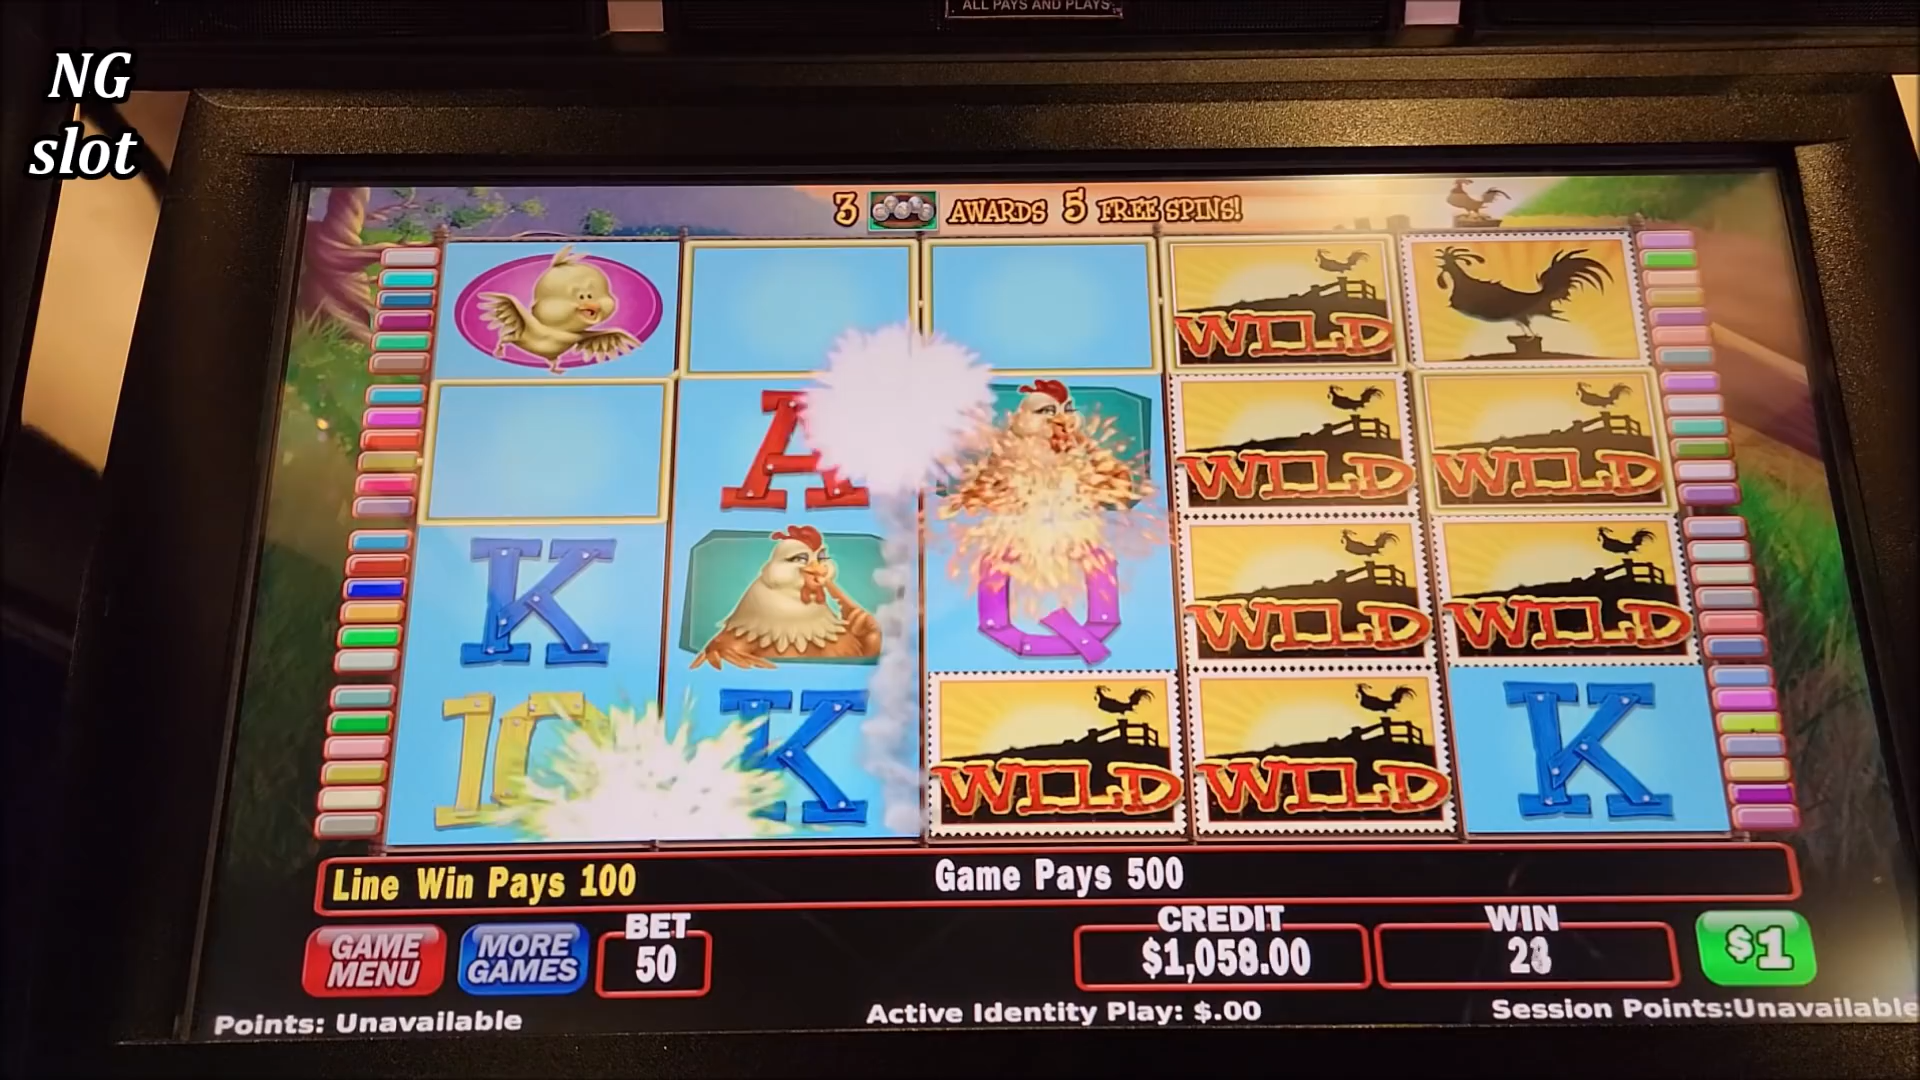 ALL PAYS AND PLAYS
NG
slot
3 AWARDS 5 FREE SPINS!
WILD
A
WILD
WILD
K
Q
WILD
WILD
10
K
WILD
WILD
K
Line Win Pays 100
Game Pays 500
GAME
MENU
MORE
GAMES
BET
50
CREDIT
$1,058.00
WIN
$1
Points: Unavailable
Active Identity Play: $.00
Session Points:Unavailable